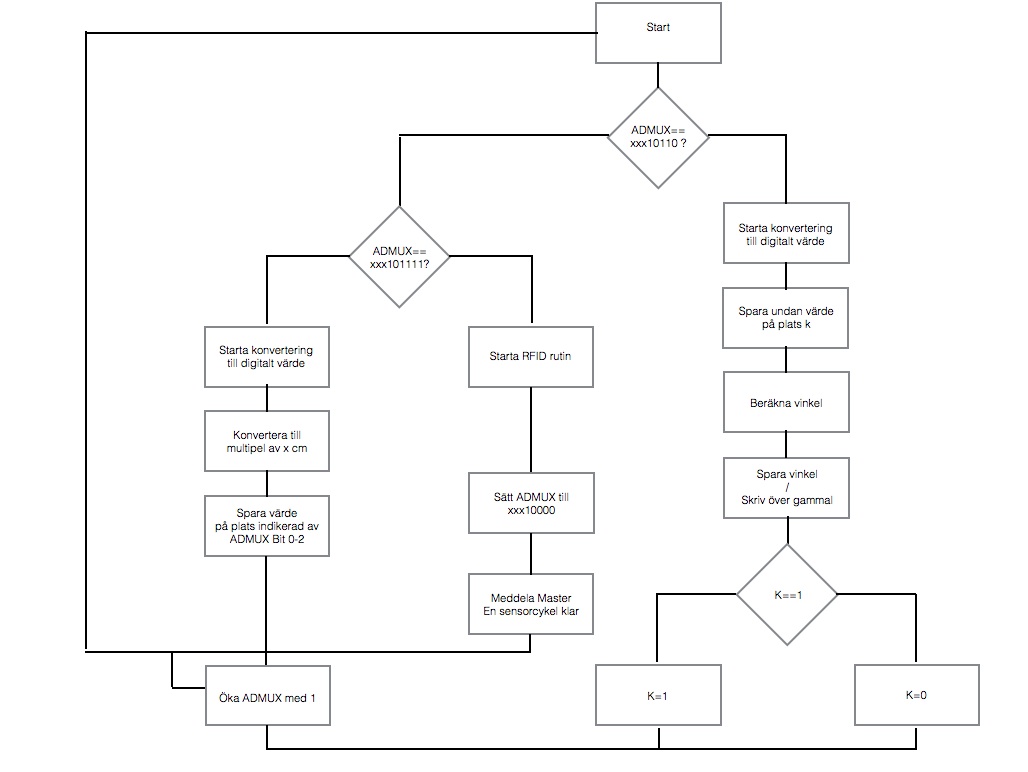 Start
ADMUX==
xxx10110 ?
ADMUX==
xxx101111?
Starta konvertering
till digitalt värde
Spara undan värde
på plats k
Beräkna vinkel
Spara vinkel
/
Skriv över gammal
K==1
K=1
K=0
Starta konvertering
till digitalt värde
Konvertera till
multipel av x cm
Spara värde
på plats indikerad av
ADMUX Bit 0-2
Starta RFID rutin
Sätt ADMUX till
xxx10000
Meddela Master
En sensorcykel klar
Öka ADMUX med 1